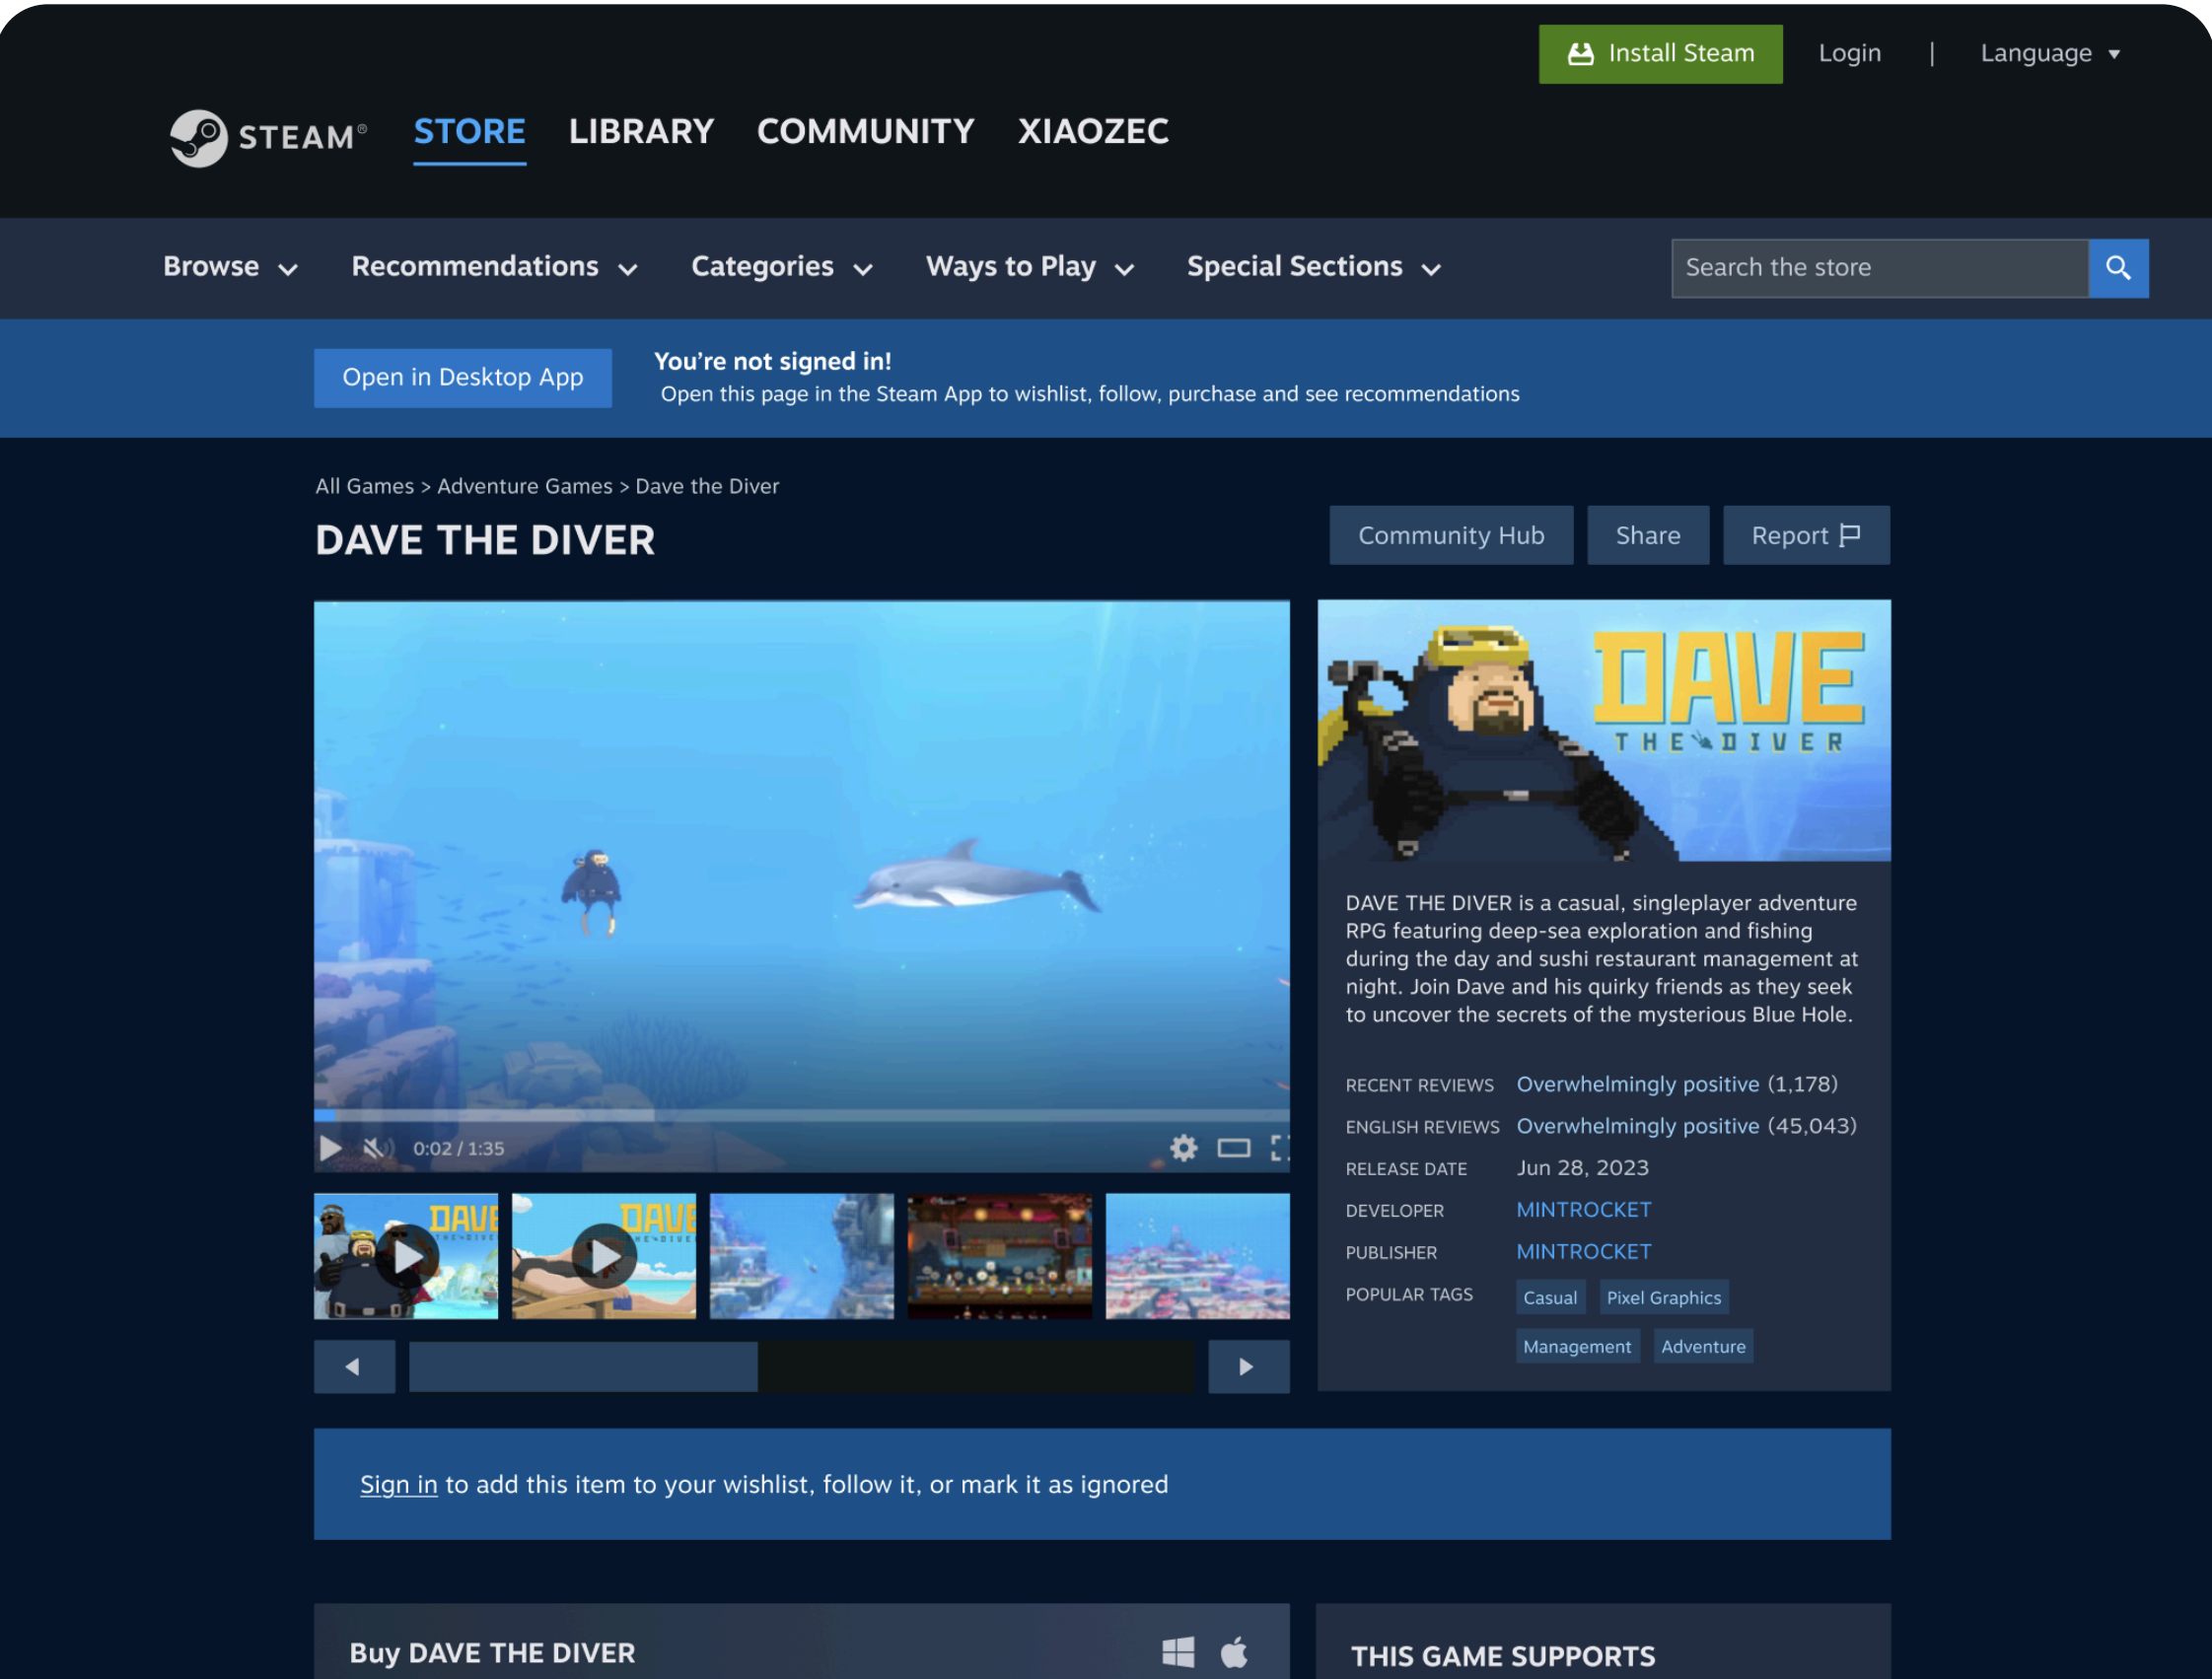 Install Steam
Login
|
Language
STEAM®
STORE
LIBRARY
COMMUNITY
XIAOZEC
Browse
Recommendations
Categories
Ways to Play
Special Sections
Search the store
Open in Desktop App
You're not signed in!
Open this page in the Steam App to wishlist, follow, purchase and see recommendations
All Games > Adventure Games > Dave the Diver
DAVE THE DIVER
Community Hub
Share
Report
DAVE
THE DIVER
DAVE THE DIVER is a casual, singleplayer adventure
RPG featuring deep-sea exploration and fishing
during the day and sushi restaurant management at
night. Join Dave and his quirky friends as they seek
to uncover the secrets of the mysterious Blue Hole.
RECENT REVIEWS Overwhelmingly positive (1,178)
ENGLISH REVIEWS Overwhelmingly positive (45,043)
RELEASE DATE Jun 28, 2023
DEVELOPER MINTROCKET
PUBLISHER MINTROCKET
POPULAR TAGS Casual Pixel Graphics
Management Adventure
0:02 / 1:35
DAVE
THE DIVE
DAVE
THE DIVE
Sign in to add this item to your wishlist, follow it, or mark it as ignored
Buy DAVE THE DIVER
THIS GAME SUPPORTS